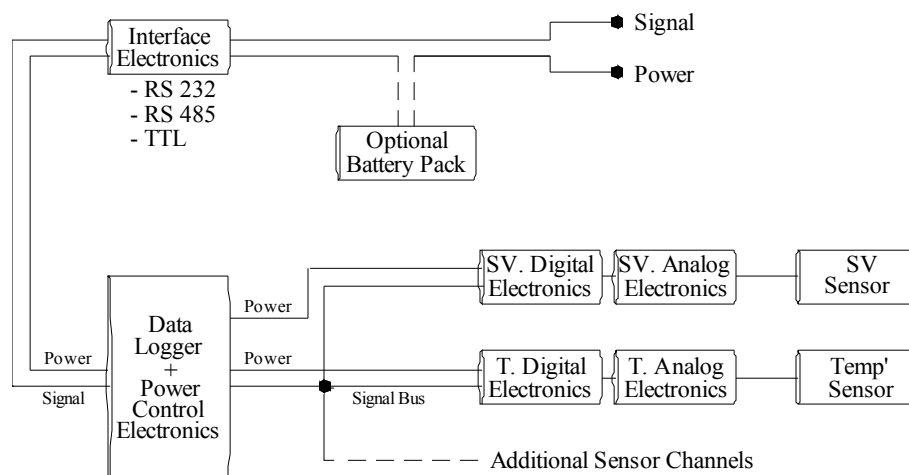 Interface
Electronics
- RS 232
- RS 485
- TTL
Signal
Power
Optional
Battery Pack
SV. Digital
Electronics
SV. Analog
Electronics
SV
Sensor
Power
Data
Logger
+
Power
Control
Electronics
Power
Signal
Power
Signal Bus
T. Digital
Electronics
T. Analog
Electronics
Temp'
Sensor
Additional Sensor Channels